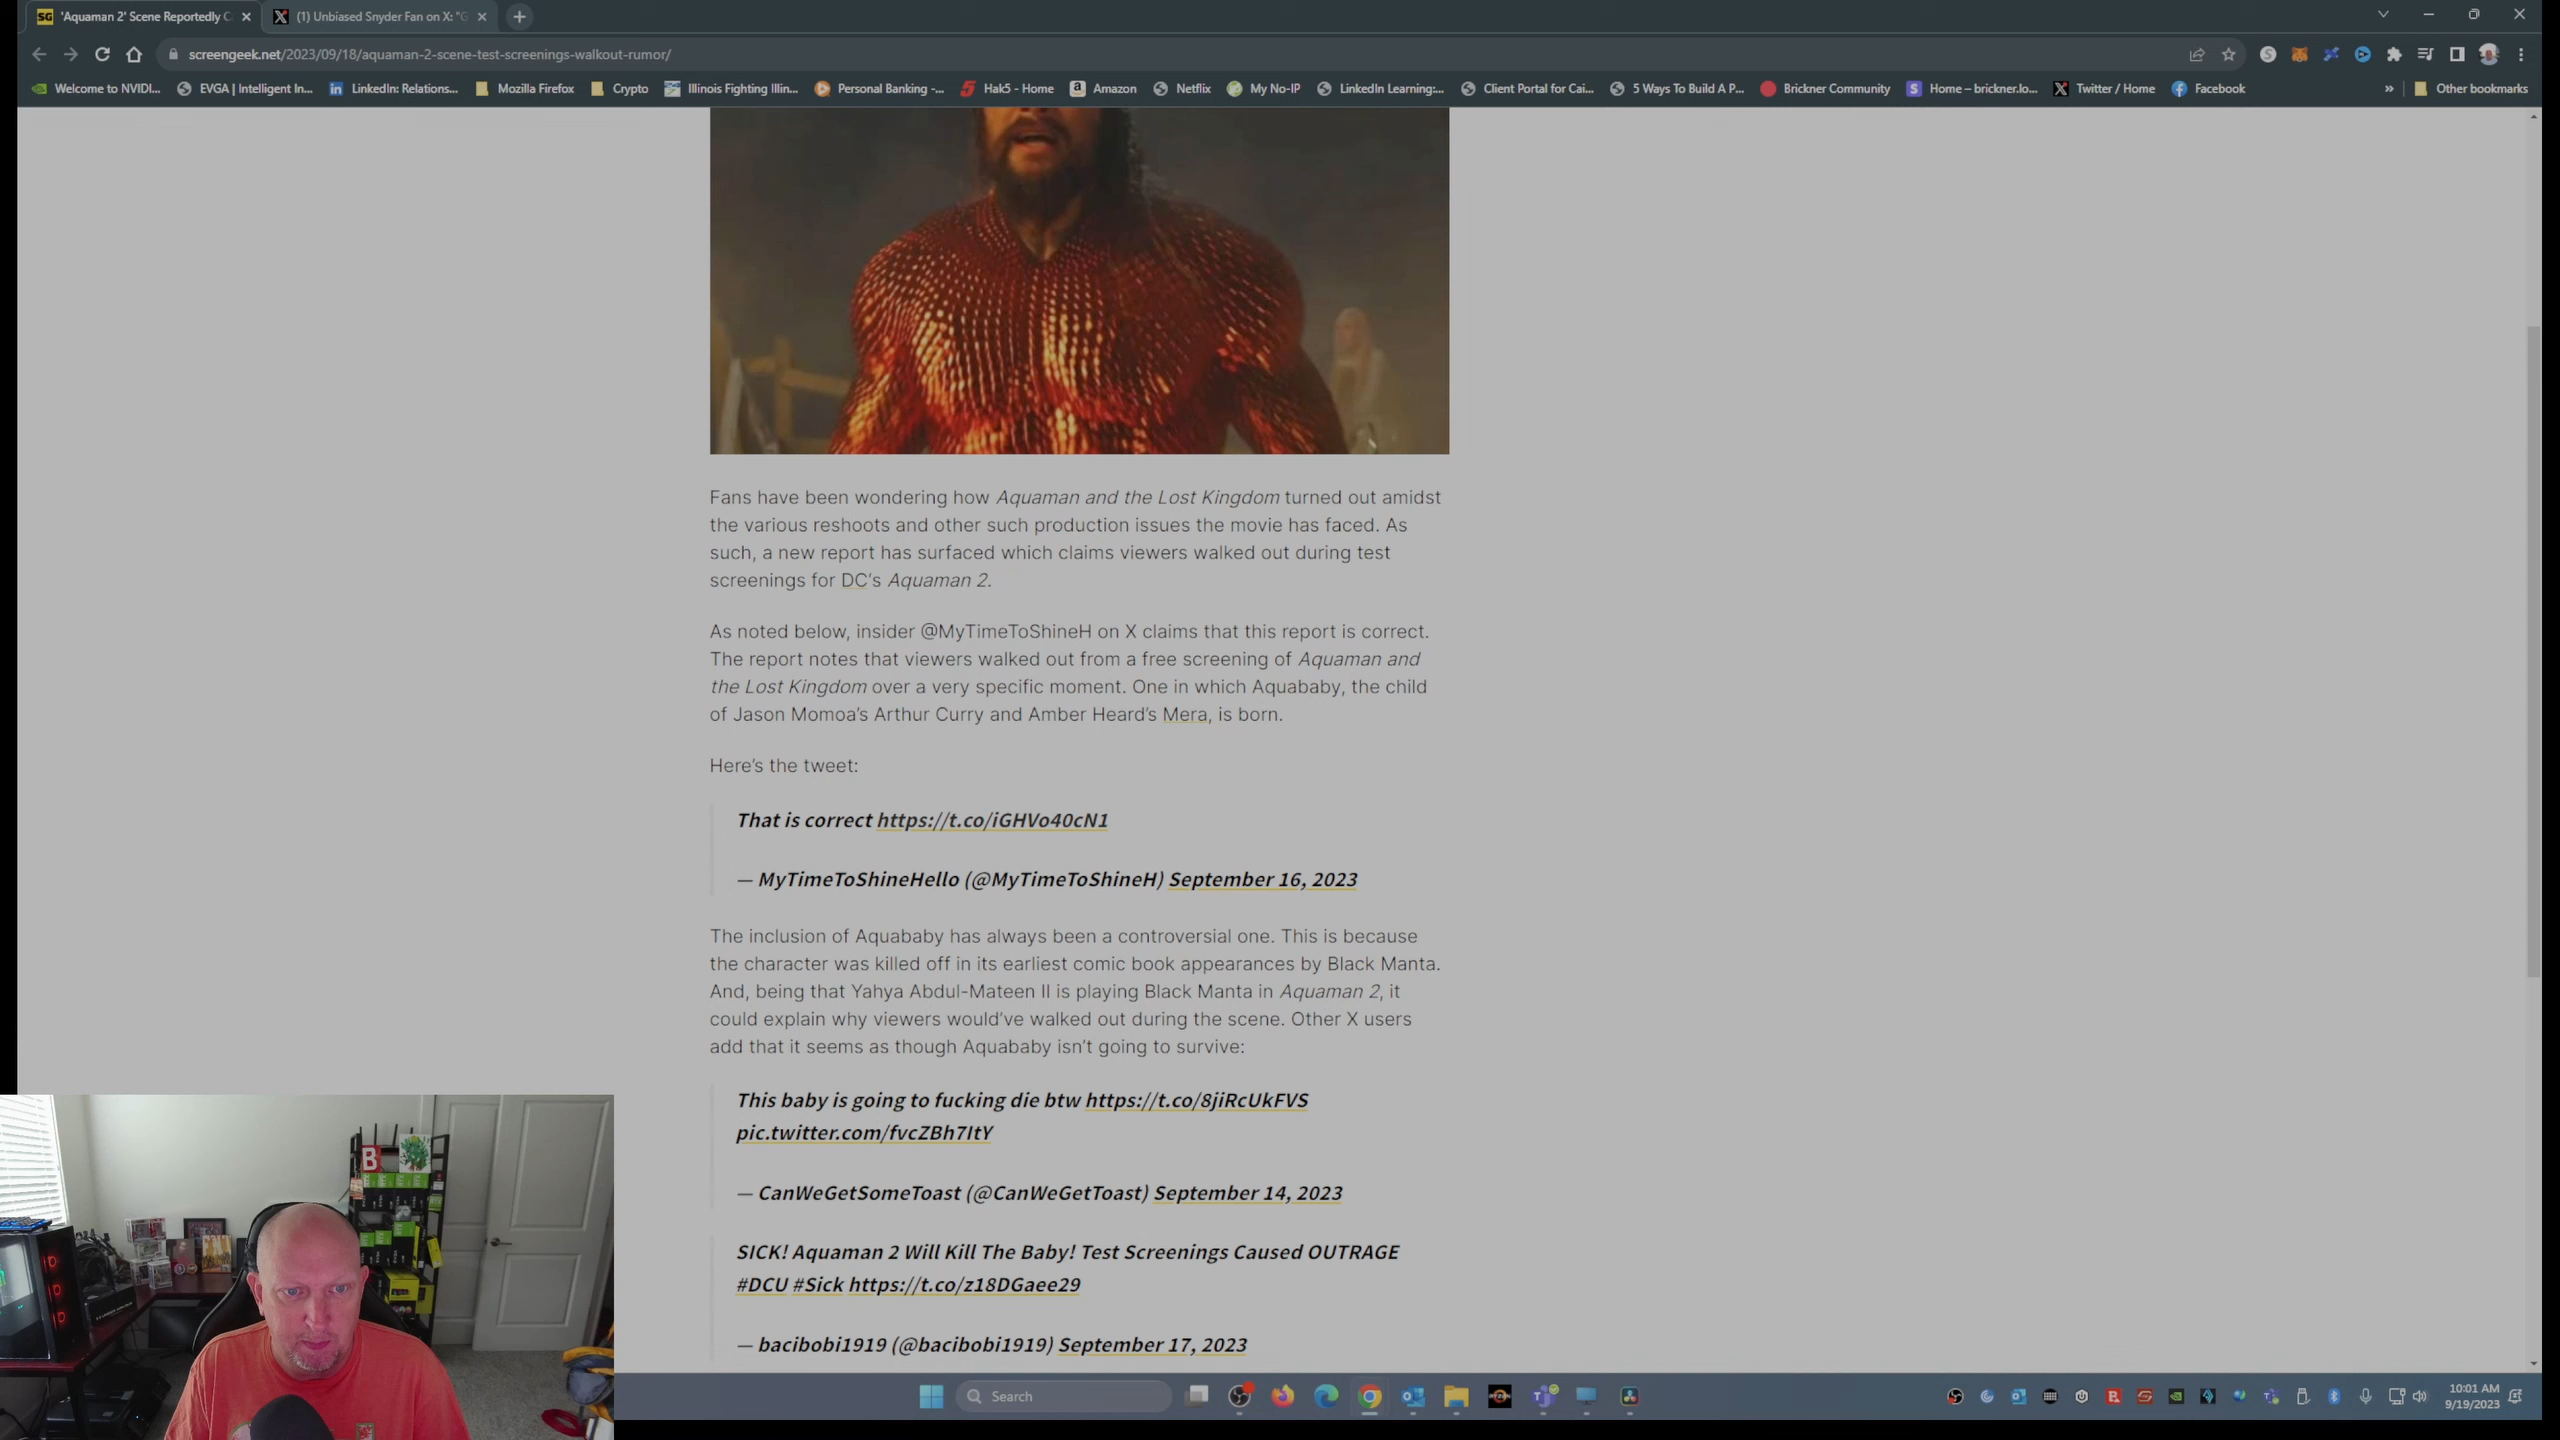 'Aquaman 2' Scene Reportedly C
(1) Unbiased Snyder Fan on X: "G
screengeek.net/2023/09/18/aquaman-2-scene-test-screenings-walkout-rumor/
Welcome to NVIDI... EVGA | Intelligent In... LinkedIn: Relations... Mozilla Firefox Crypto Illinois Fighting Illin... Personal Banking -... Hak5 - Home Amazon Netflix My No-IP LinkedIn Learning:... Client Portal for Cai... 5 Ways To Build A P... Brickner Community Home – brickner.lo... Twitter / Home Facebook » Other bookmarks
Fans have been wondering how Aquaman and the Lost Kingdom turned out amidst
the various reshoots and other such production issues the movie has faced. As
such, a new report has surfaced which claims viewers walked out during test
screenings for DC's Aquaman 2.
As noted below, insider @MyTimeToShineH on X claims that this report is correct.
The report notes that viewers walked out from a free screening of Aquaman and
the Lost Kingdom over a very specific moment. One in which Aquababy, the child
of Jason Momoa's Arthur Curry and Amber Heard's Mera, is born.
Here's the tweet:
That is correct https://t.co/iGHVo40cN1
— MyTimeToShineHello (@MyTimeToShineH) September 16, 2023
The inclusion of Aquababy has always been a controversial one. This is because
the character was killed off in its earliest comic book appearances by Black Manta.
And, being that Yahya Abdul-Mateen II is playing Black Manta in Aquaman 2, it
could explain why viewers would've walked out during the scene. Other X users
add that it seems as though Aquababy isn't going to survive:
This baby is going to fucking die btw https://t.co/8jiRcUkFVS
pic.twitter.com/fvcZBh7ItY
— CanWeGetSomeToast (@CanWeGetToast) September 14, 2023
SICK! Aquaman 2 Will Kill The Baby! Test Screenings Caused OUTRAGE
#DCU #Sick https://t.co/z18DGaee29
— bacibobi1919 (@bacibobi1919) September 17, 2023
B
Search
10:01 AM
9/19/2023